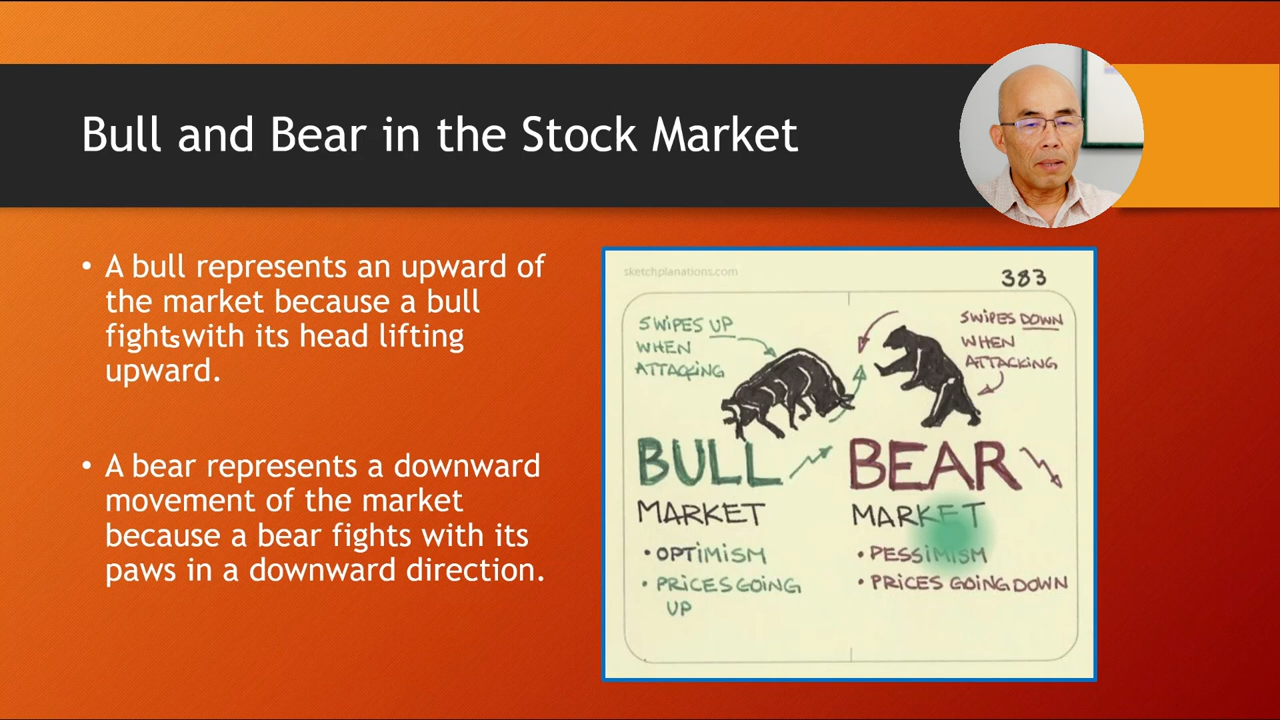 Bull and Bear in the Stock Market
• A bull represents an upward of
the market because a bull
fights with its head lifting
upward.
• A bear represents a downward
movement of the market
because a bear fights with its
paws in a downward direction.
sketchplanations.com
383
SWIPES UP
WHEN
ATTACKING
SWIPES DOWN
WHEN
ATTACKING
BULL
MARKET
• OPTIMISM
• PRICES GOING
UP
BEAR
MARKET
• PESSIMISM
• PRICES GOING DOWN